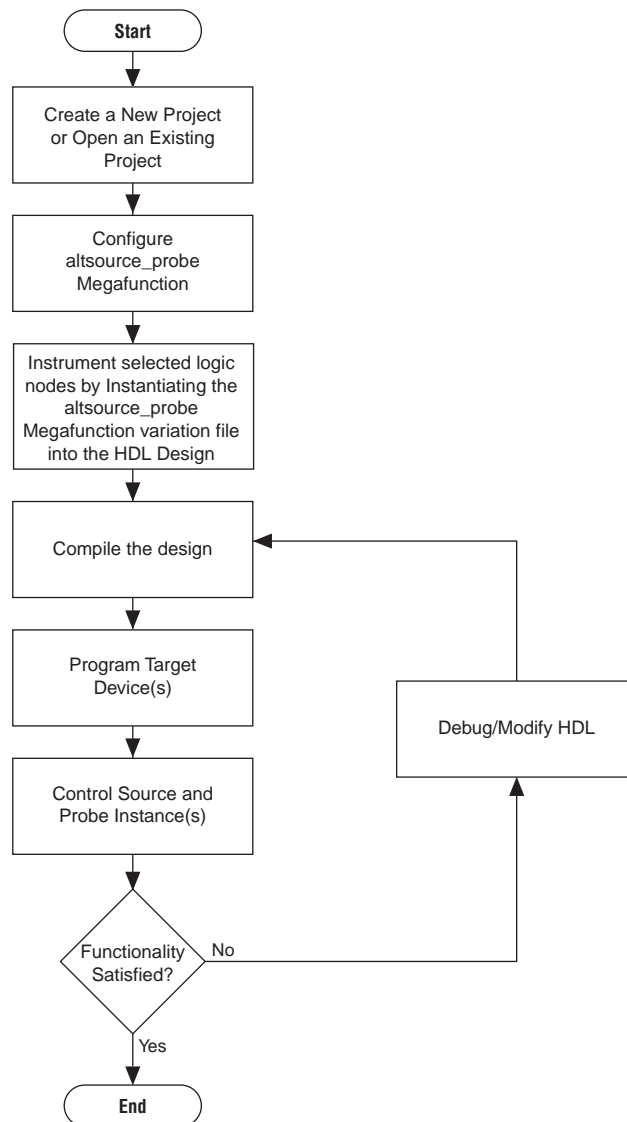 Start
Create a New Project
or Open an Existing
Project
Configure
altsource_probe
Megafunction
Instrument selected logic
nodes by Instantiating the
altsource_probe
Megafunction variation file
into the HDL Design
Compile the design
Program Target
Device(s)
Debug/Modify HDL
Control Source and
Probe Instance(s)
Functionality
Satisfied?
No
Yes
End